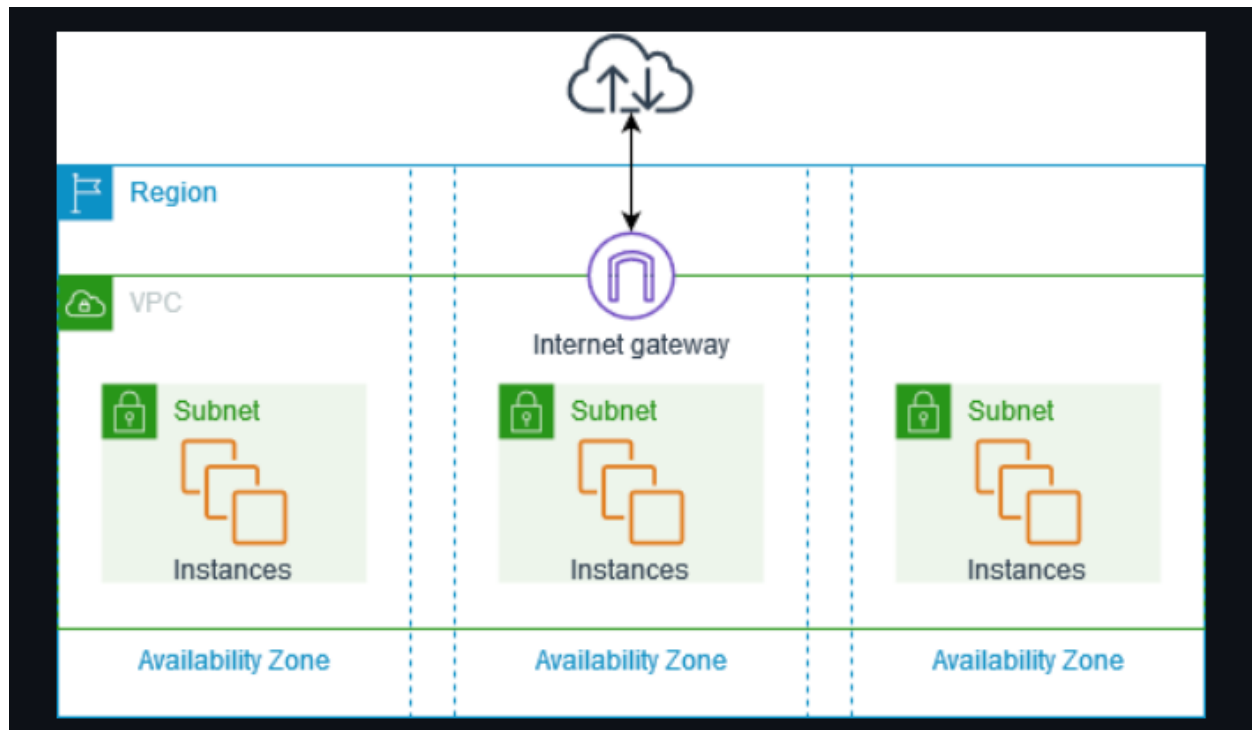 Region
VPC
Internet gateway
Subnet
Subnet
Subnet
Instances
Instances
Instances
Availability Zone
Availability Zone
Availability Zone